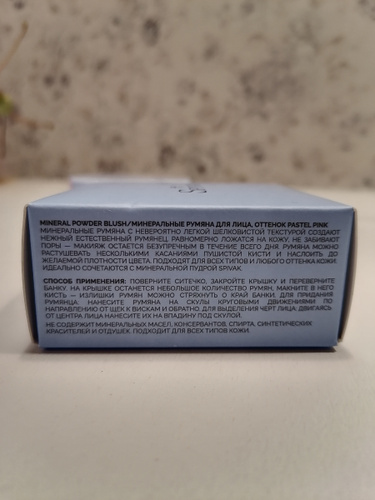 MINERAL POWDER BLUSH/МИНЕРАЛЬНЫЕ РУМЯНА ДЛЯ ЛИЦА, ОТТЕНОК PASTEL PINK
МИНЕРАЛЬНЫЕ РУМЯНА С НЕВЕРОЯТНО ЛЕГКОЙ ШЕЛКОВИСТОЙ ТЕКСТУРОЙ СОЗДАЮТ
НЕЖНЫЙ ЕСТЕСТВЕННЫЙ РУМЯНЕЦ, РАВНОМЕРНО ЛОЖАТСЯ НА КОЖУ, НЕ ЗАБИВАЮТ
ПОРЫ — МАКИЯЖ ОСТАЕТСЯ БЕЗУПРЕЧНЫМ В ТЕЧЕНИЕ ВСЕГО ДНЯ. РУМЯНА МОЖНО
РАСТУШЕВАТЬ НЕСКОЛЬКИМИ КАСАНИЯМИ ПУШИСТОЙ КИСТИ И НАСЛОИТЬ ДО
ЖЕЛАЕМОЙ ПЛОТНОСТИ ЦВЕТА. ПОДХОДЯТ ДЛЯ ВСЕХ ТИПОВ И ЛЮБОГО ОТТЕНКА КОЖИ.
ИДЕАЛЬНО СОЧЕТАЮТСЯ С МИНЕРАЛЬНОЙ ПУДРОЙ SPIVAK.
СПОСОБ ПРИМЕНЕНИЯ: ПОВЕРНИТЕ СИТЕЧКО, ЗАКРОЙТЕ КРЫШКУ И ПЕРЕВЕРНИТЕ
БАНКУ. НА КРЫШКЕ ОСТАНЕТСЯ НЕБОЛЬШОЕ КОЛИЧЕСТВО РУМЯН. МАКНИТЕ В НЕГО
КИСТЬ — ИЗЛИШКИ РУМЯН МОЖНО СТРЯХНУТЬ О КРАЙ БАНКИ. ДЛЯ ПРИДАНИЯ
РУМЯНЦА, НАНЕСИТЕ РУМЯНА НА СКУЛЫ КРУГОВЫМИ ДВИЖЕНИЯМИ ПО
НАПРАВЛЕНИЮ ОТ ЩЕК К ВИСКАМ И ОБРАТНО. ДЛЯ ВЫДЕЛЕНИЯ ЧЕРТ ЛИЦА, ДВИГАЯСЬ
ОТ ЦЕНТРА ЛИЦА НАНЕСИТЕ ИХ НА ВПАДИНУ ПОД СКУЛОЙ.
НЕ СОДЕРЖИТ МИНЕРАЛЬНЫХ МАСЕЛ, КОНСЕРВАНТОВ, СПИРТА, СИНТЕТИЧЕСКИХ
КРАСИТЕЛЕЙ И ОТДУШЕК. ПОДХОДИТ ДЛЯ ВСЕХ ТИПОВ КОЖИ.